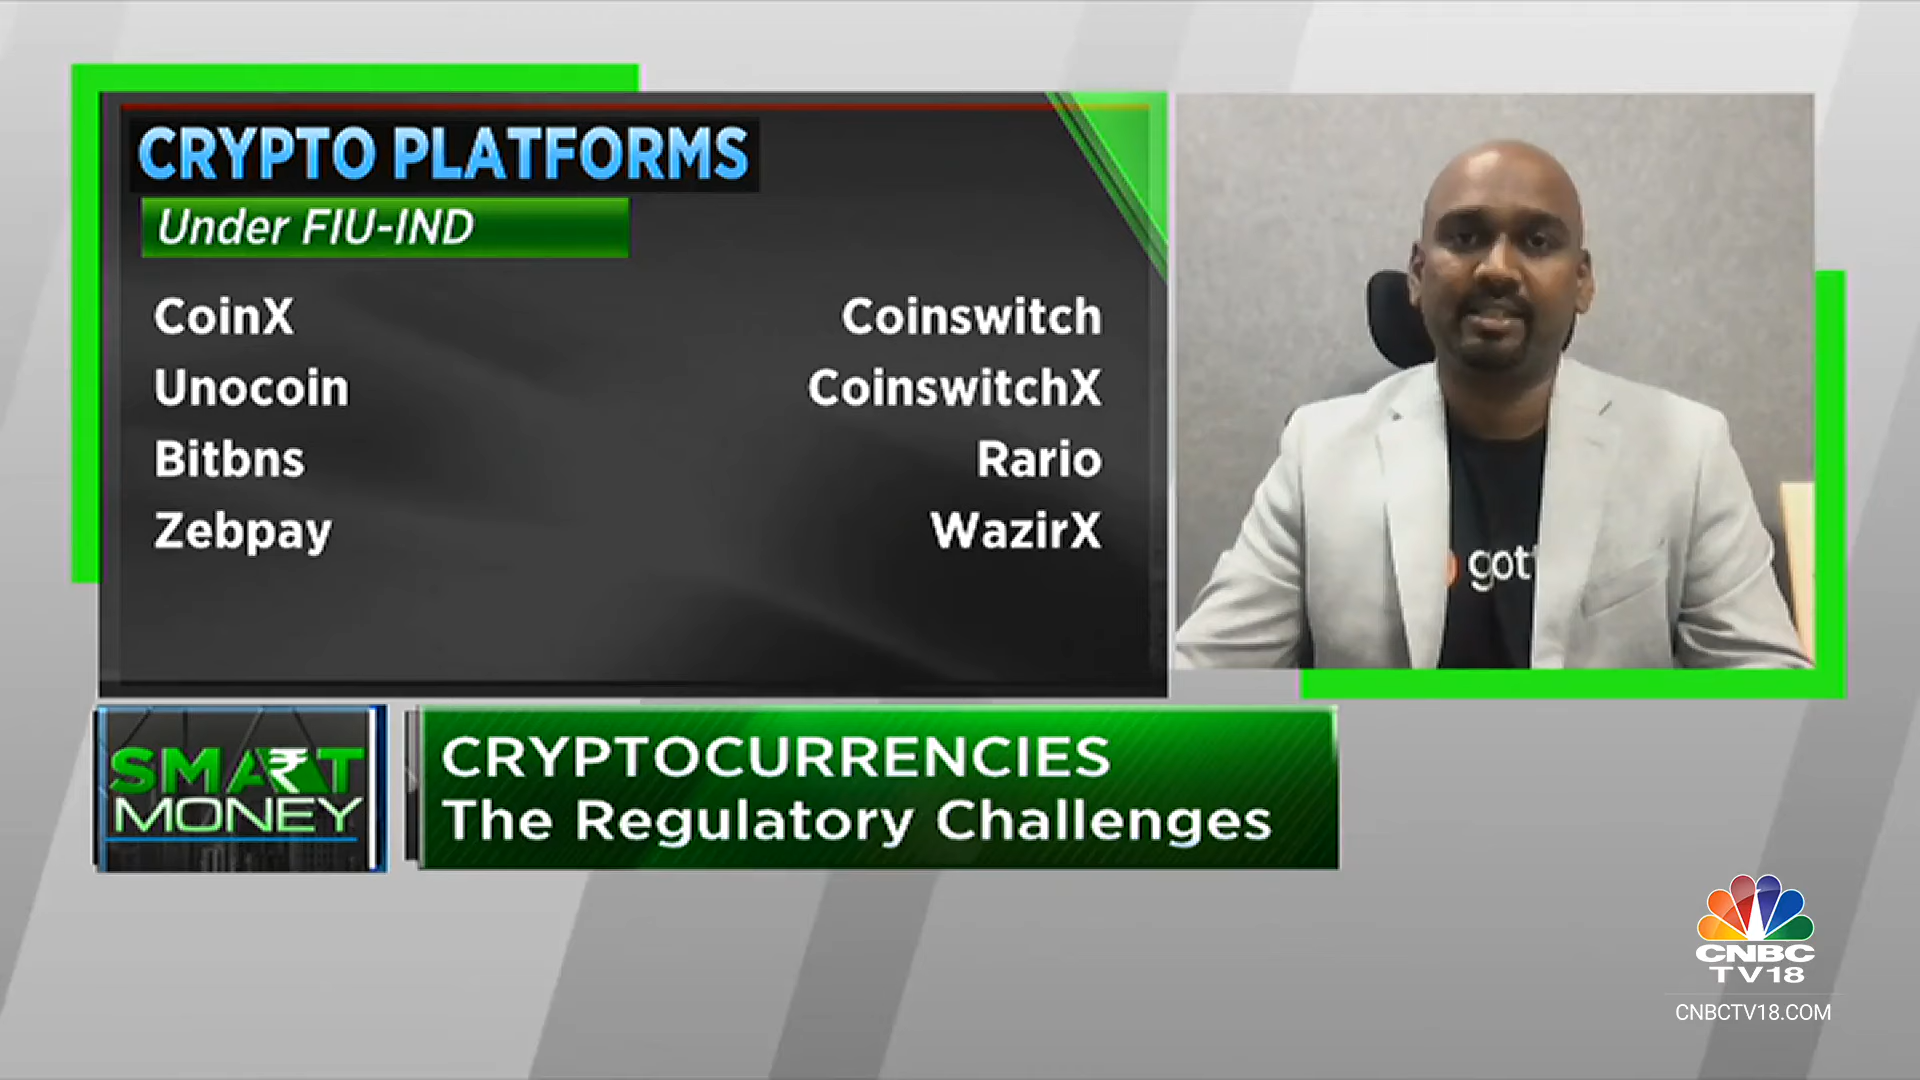 CRYPTO PLATFORMS
Under FIU-IND
CoinX
Coinswitch
Unocoin
CoinswitchX
Bitbns
Rario
Zebpay
WazirX
got
SMA₹T
MONEY
CRYPTOCURRENCIES
The Regulatory Challenges
CNBC
TV18
CNBCTV18.COM